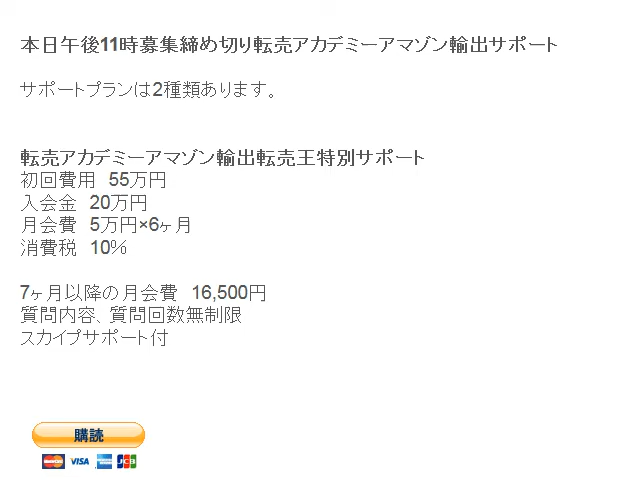 本日午後11時募集締め切り転売アカデミーアマゾン輸出サポート
サポートプランは2種類あります。
転売アカデミーアマゾン輸出転売王特別サポート
初回費用　55万円
入会金　20万円
月会費　5万円×6ヶ月
消費税　10%
7ヶ月以降の月会費　16,500円
質問内容、質問回数無制限
スカイプサポート付
購読
MasterCard VISA AMEX JCB